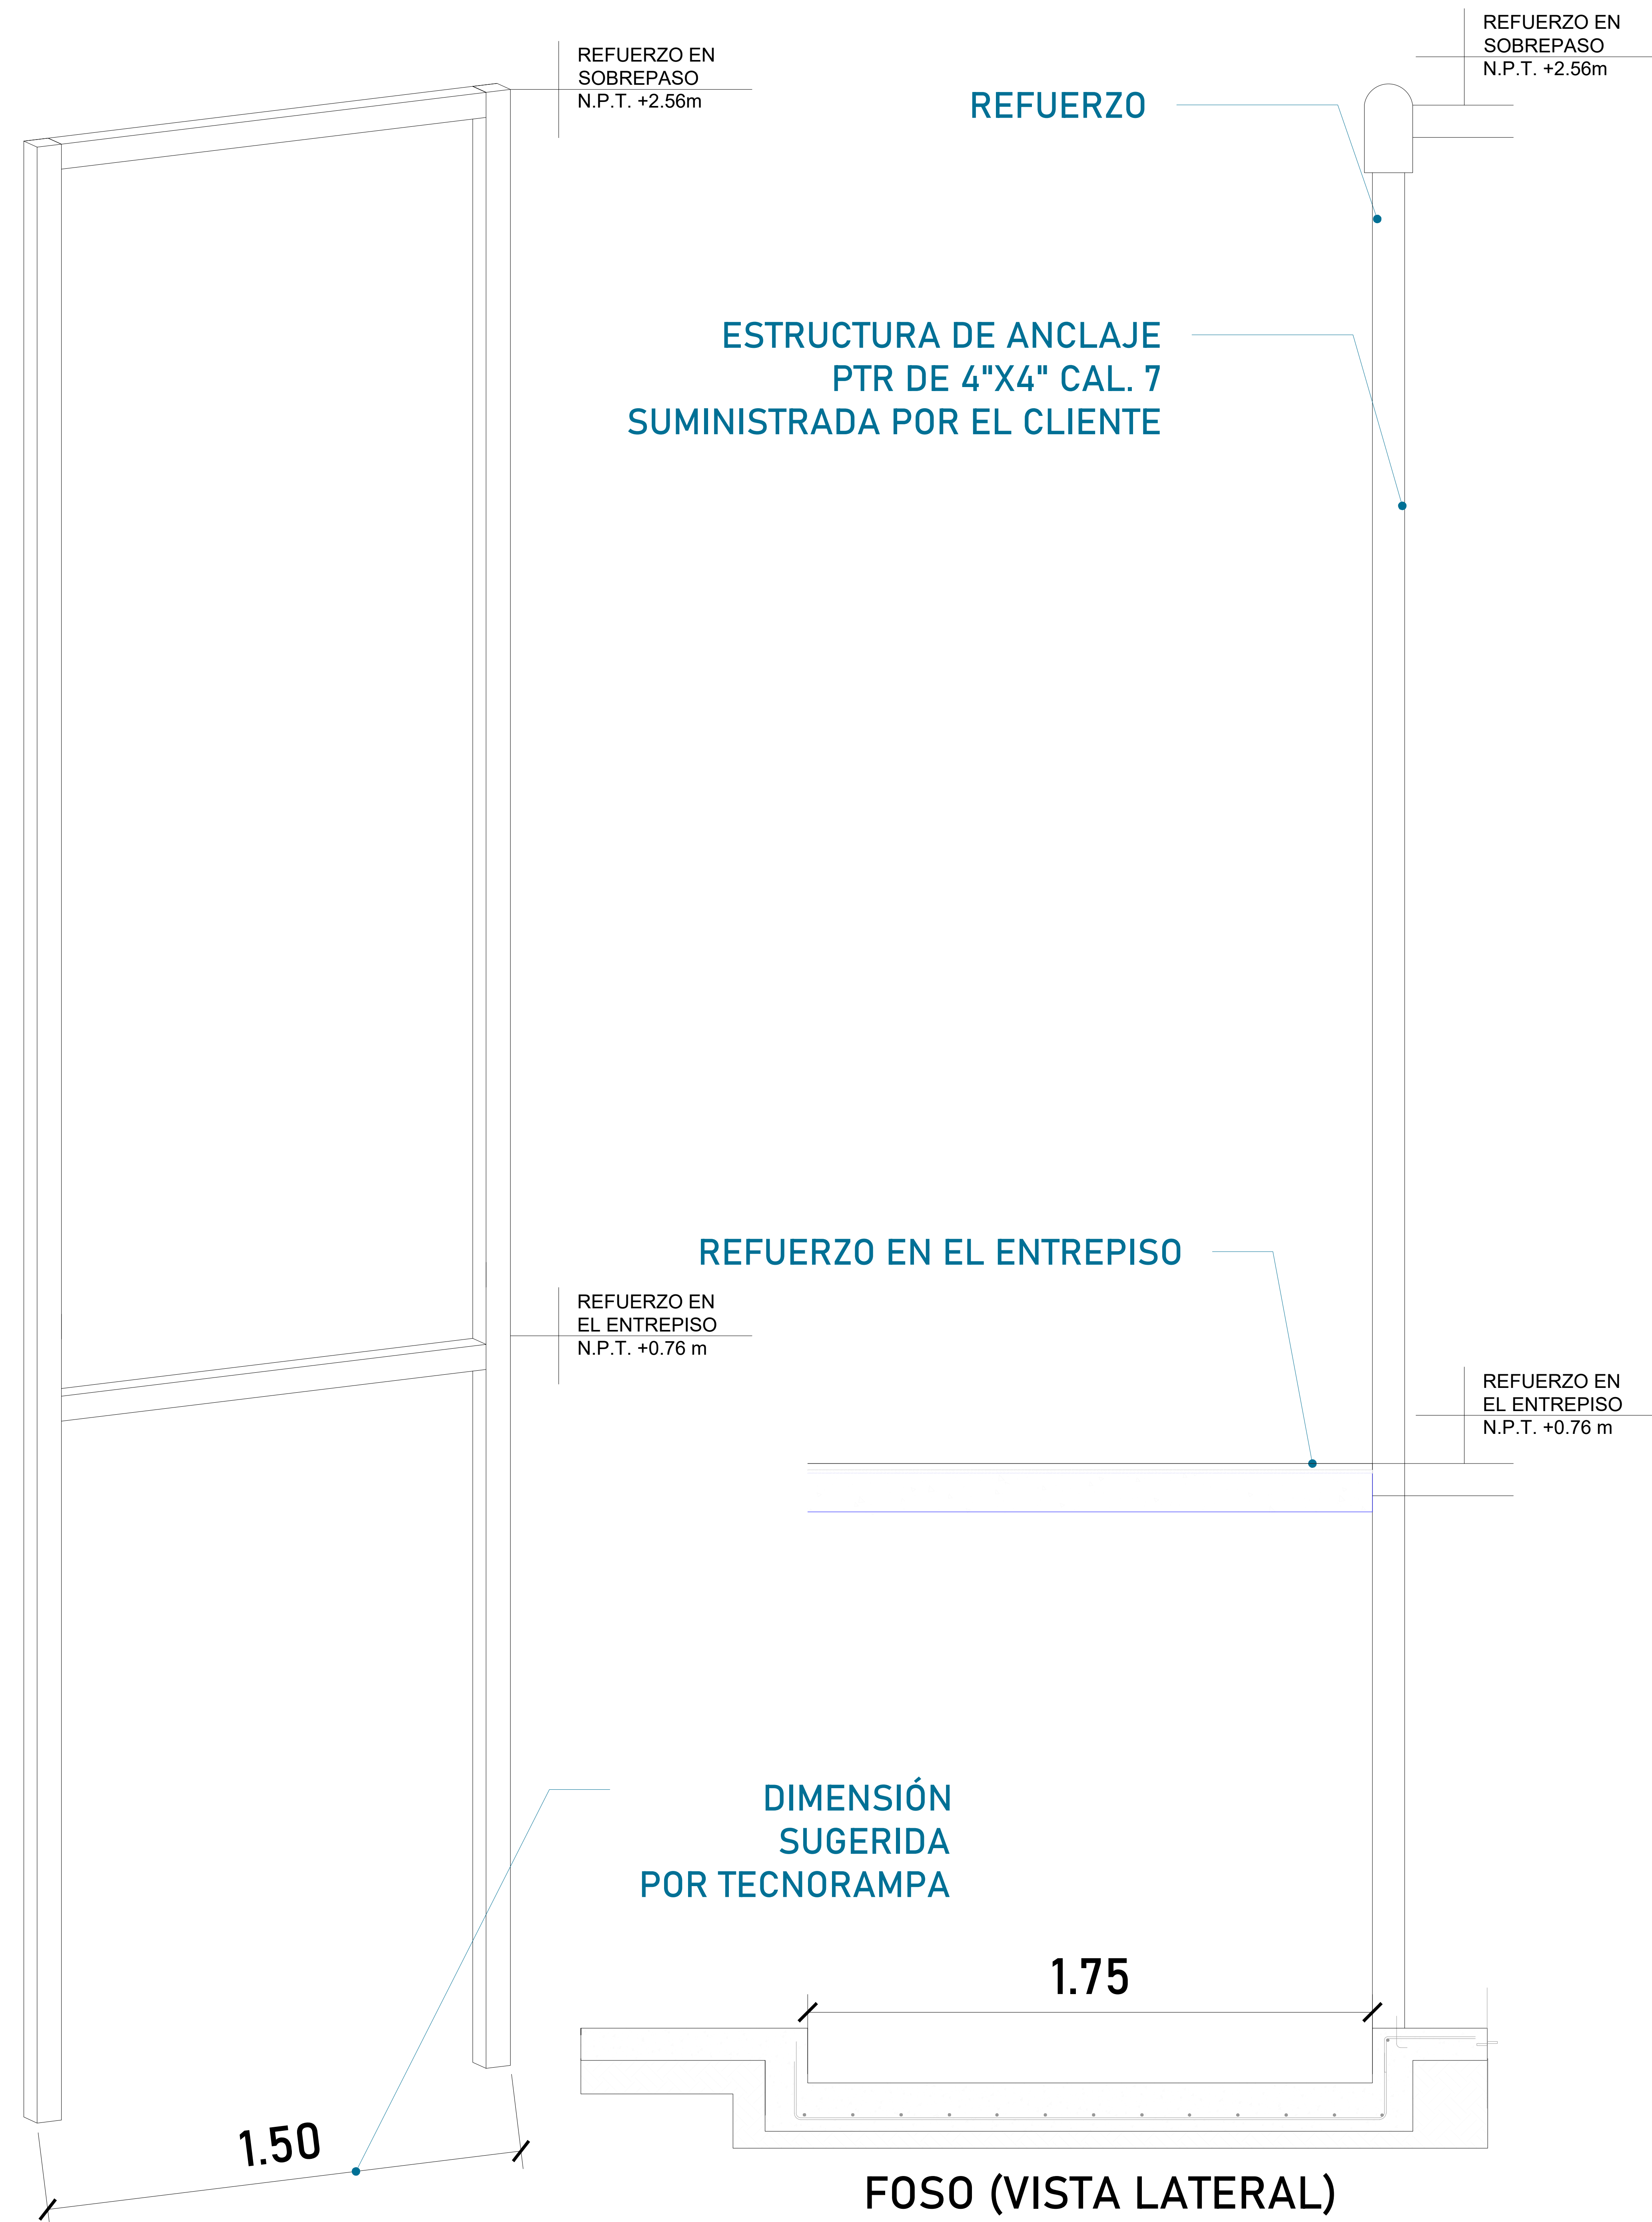 REFUERZO EN
SOBREPASO
N.P.T. +2.56m
REFUERZO EN
SOBREPASO
N.P.T. +2.56m
REFUERZO
ESTRUCTURA DE ANCLAJE
PTR DE 4"X4" CAL. 7
SUMINISTRADA POR EL CLIENTE
REFUERZO EN EL ENTREPISO
REFUERZO EN
EL ENTREPISO
N.P.T. +0.76 m
REFUERZO EN
EL ENTREPISO
N.P.T. +0.76 m
DIMENSIÓN
SUGERIDA
POR TECNORAMPA
1.75
1.50
FOSO (VISTA LATERAL)